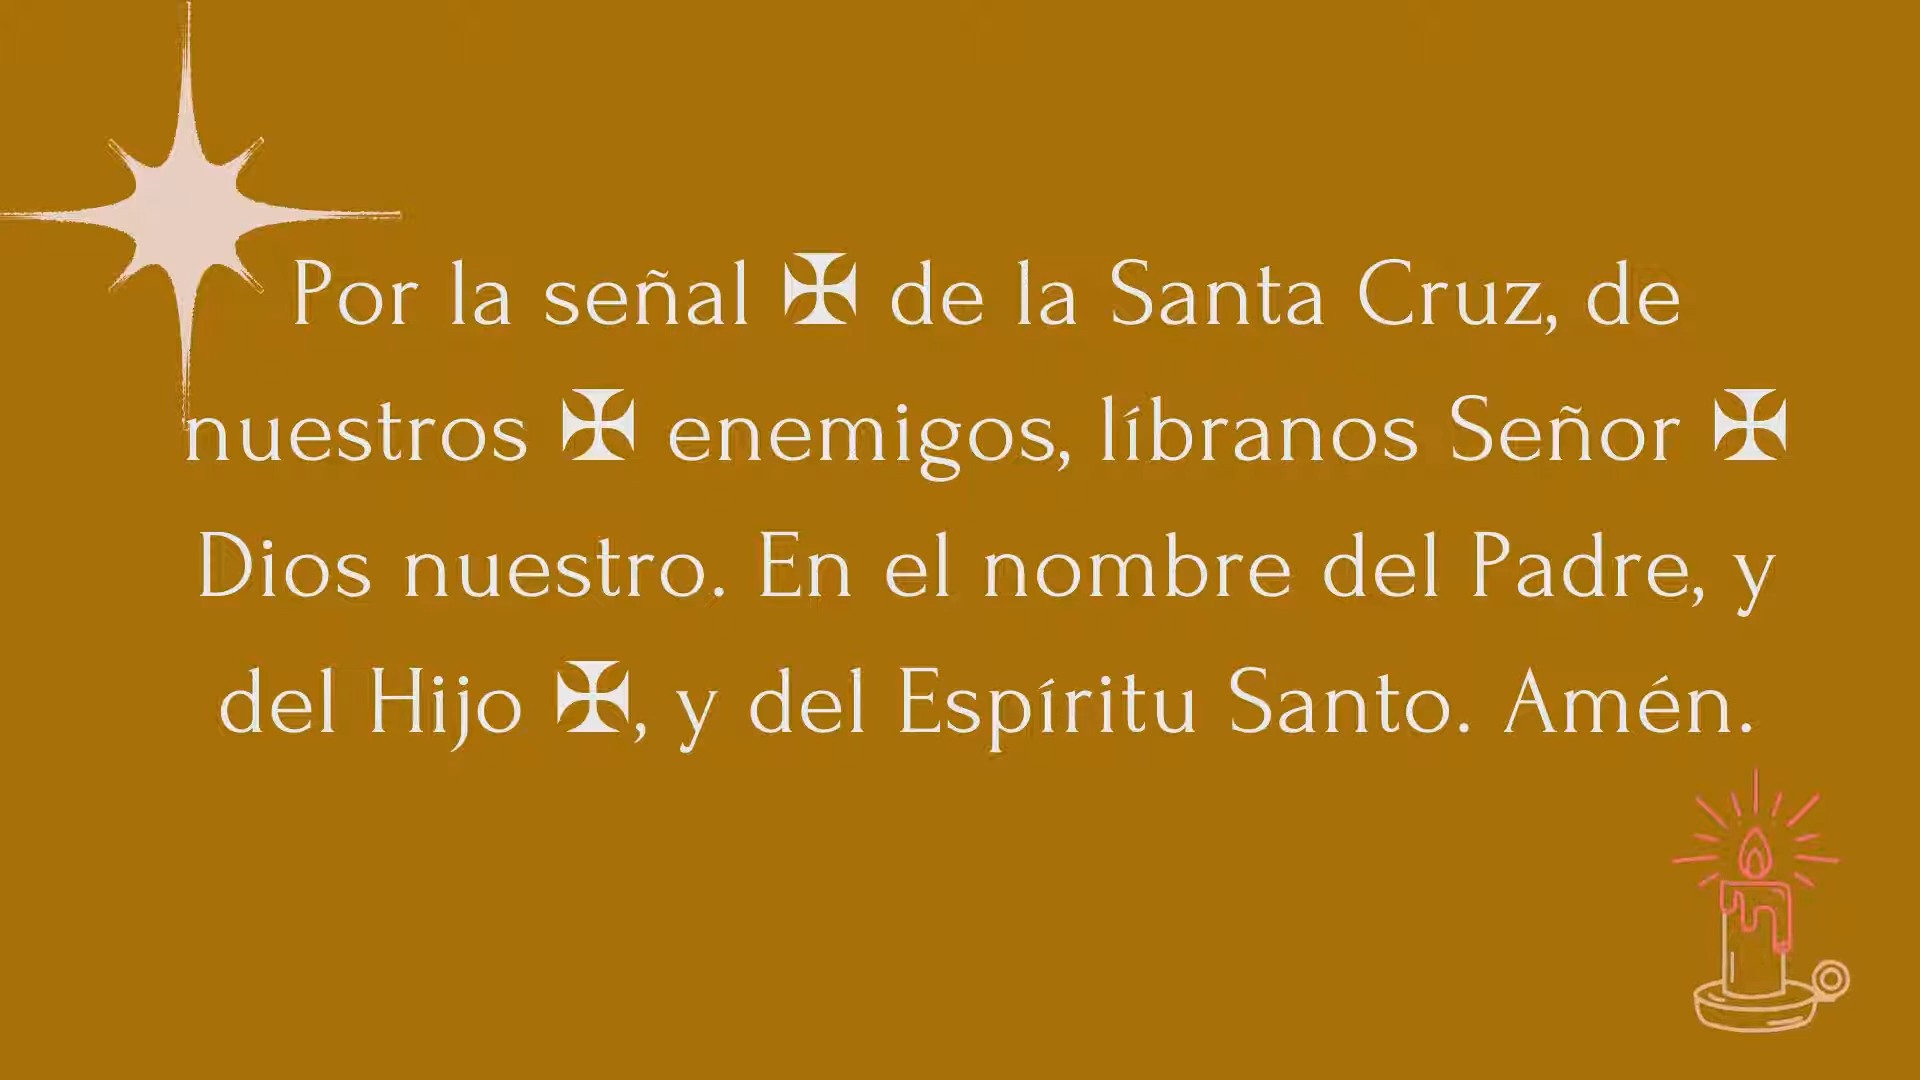 Por la señal ✠ de la Santa Cruz, de
nuestros ✠ enemigos, líbranos Señor ✠
Dios nuestro. En el nombre del Padre, y
del Hijo ✠, y del Espíritu Santo. Amén.